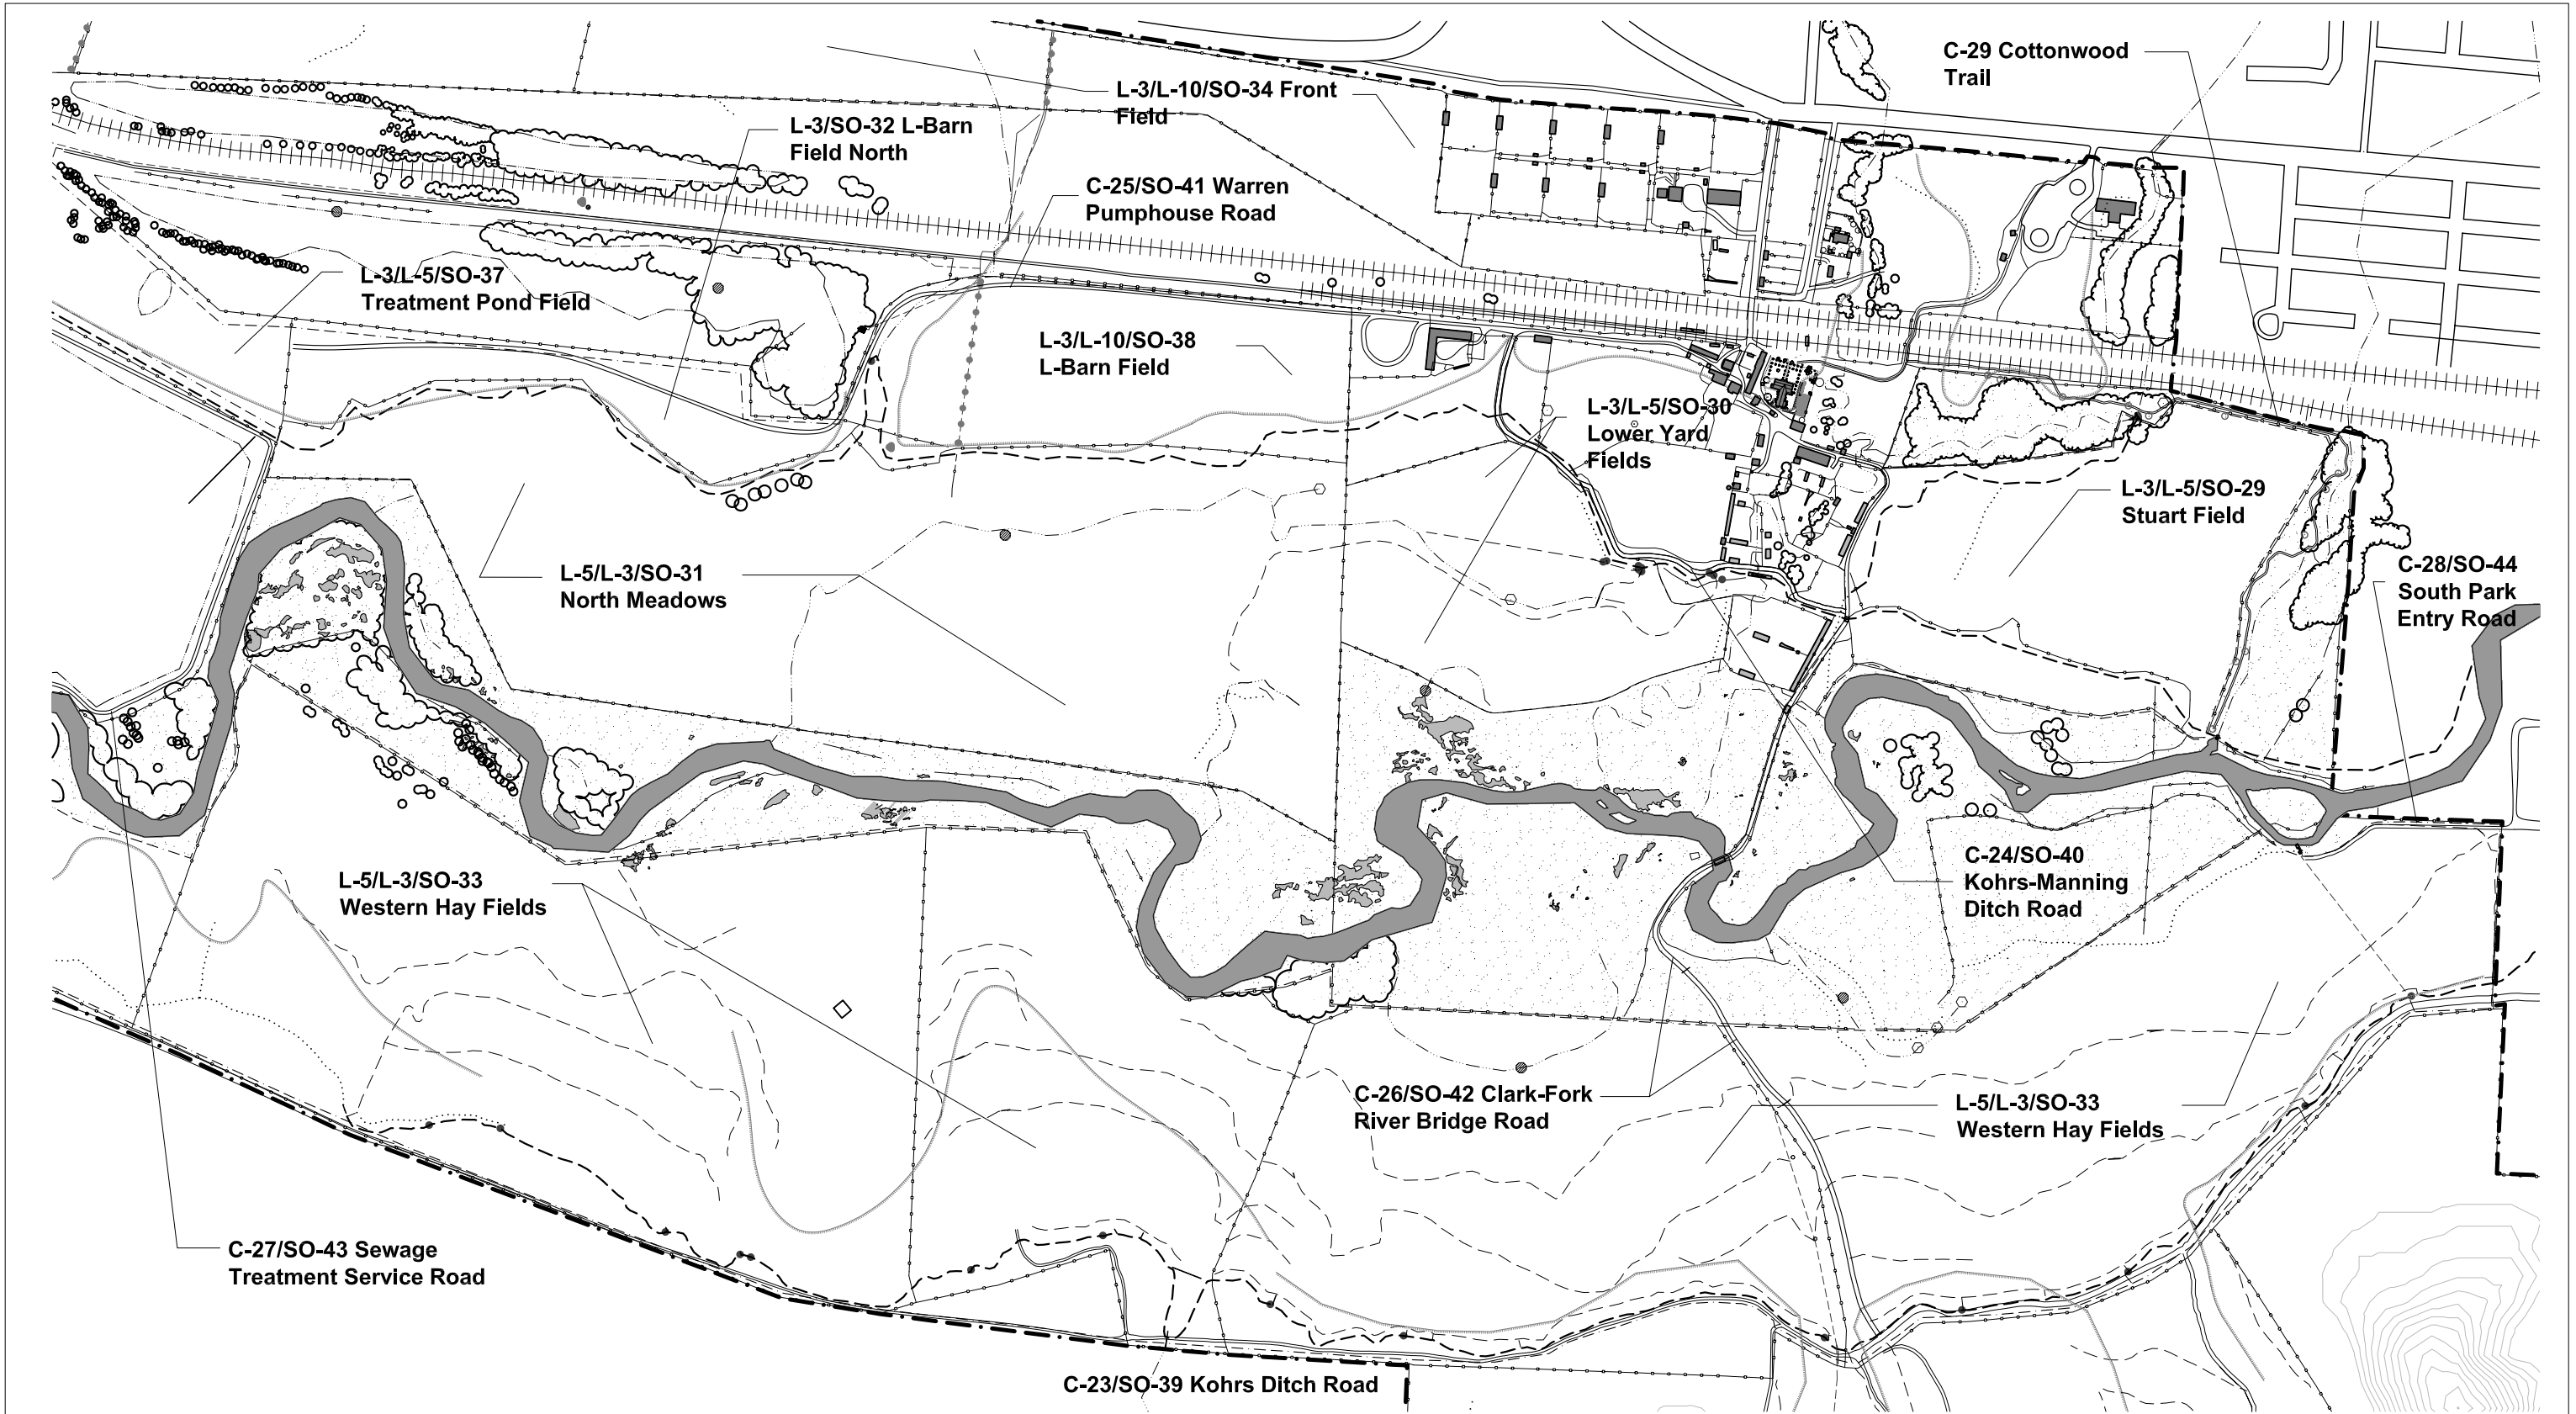 C-29 Cottonwood
Trail
L-3/L-10/SO-34 Front
Field
L-3/SO-32 L-Barn
Field North
C-25/SO-41 Warren
Pumphouse Road
L-3/L-5/SO-37
Treatment Pond Field
L-3/L-10/SO-38
L-Barn Field
L-3/L-5/SO-30
Lower Yard
Fields
L-3/L-5/SO-29
Stuart Field
L-5/L-3/SO-31
North Meadows
C-28/SO-44
South Park
Entry Road
L-5/L-3/SO-33
Western Hay Fields
C-24/SO-40
Kohrs-Manning
Ditch Road
C-26/SO-42 Clark-Fork
River Bridge Road
L-5/L-3/SO-33
Western Hay Fields
C-27/SO-43 Sewage
Treatment Service Road
C-23/SO-39 Kohrs Ditch Road